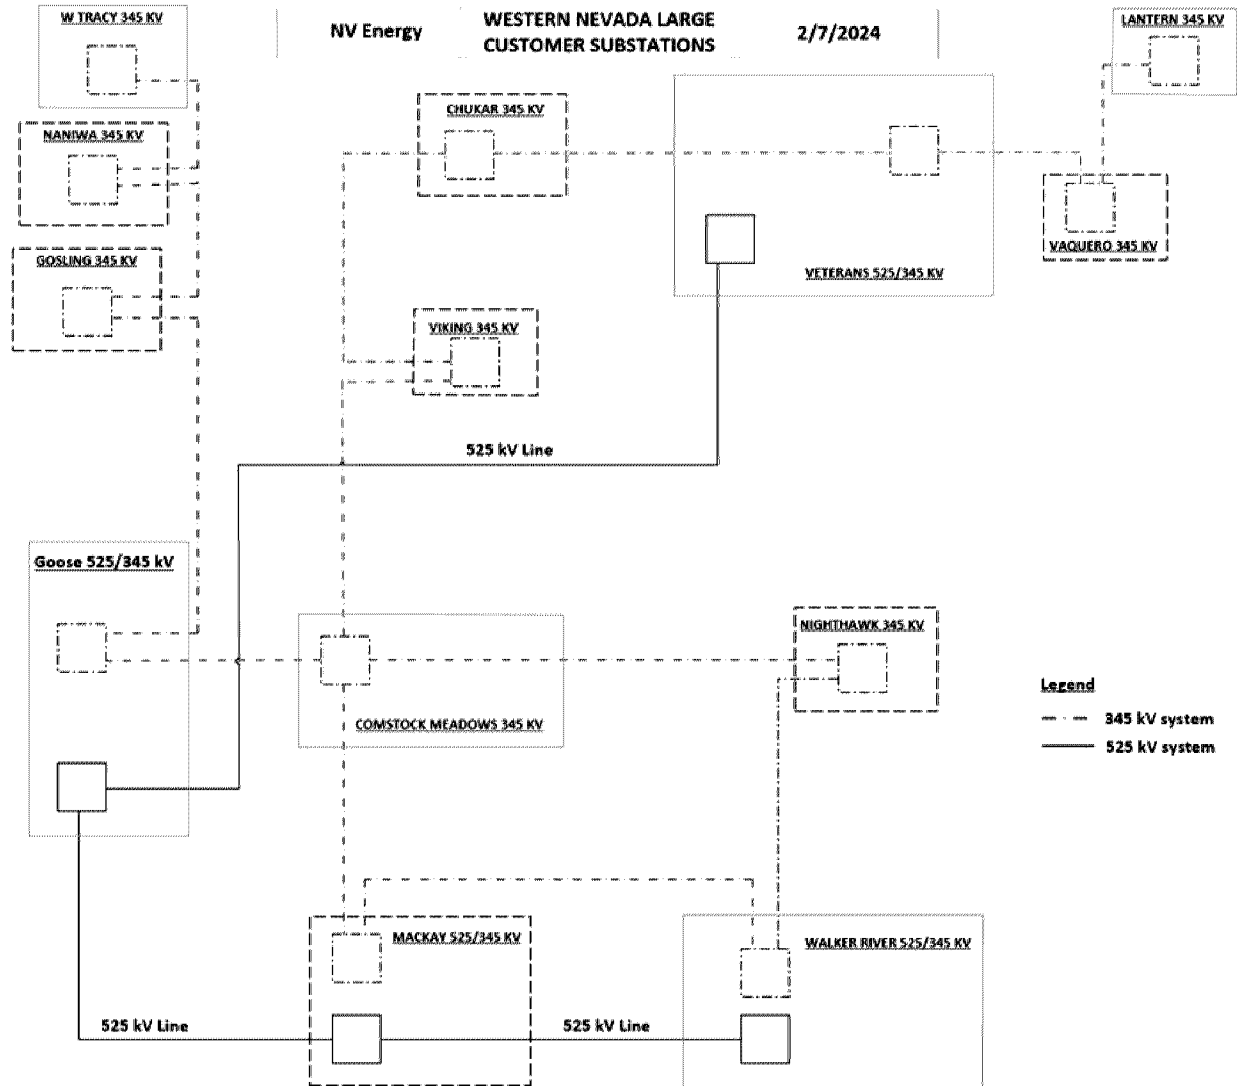 W TRACY 345 KV
NV Energy
WESTERN NEVADA LARGE
CUSTOMER SUBSTATIONS
2/7/2024
LANTERN 345 KV
NANIWA 345 KV
CHUKAR 345 KV
GOSLING 345 KV
VETERANS 525/345 KV
VAQUERO 345 KV
VIKING 345 KV
525 kV Line
Goose 525/345 kV
NIGHTHAWK 345 KV
COMSTOCK MEADOWS 345 KV
Legend
345 kV system
525 kV system
MACKAY 525/345 KV
WALKER RIVER 525/345 KV
525 kV Line
525 kV Line